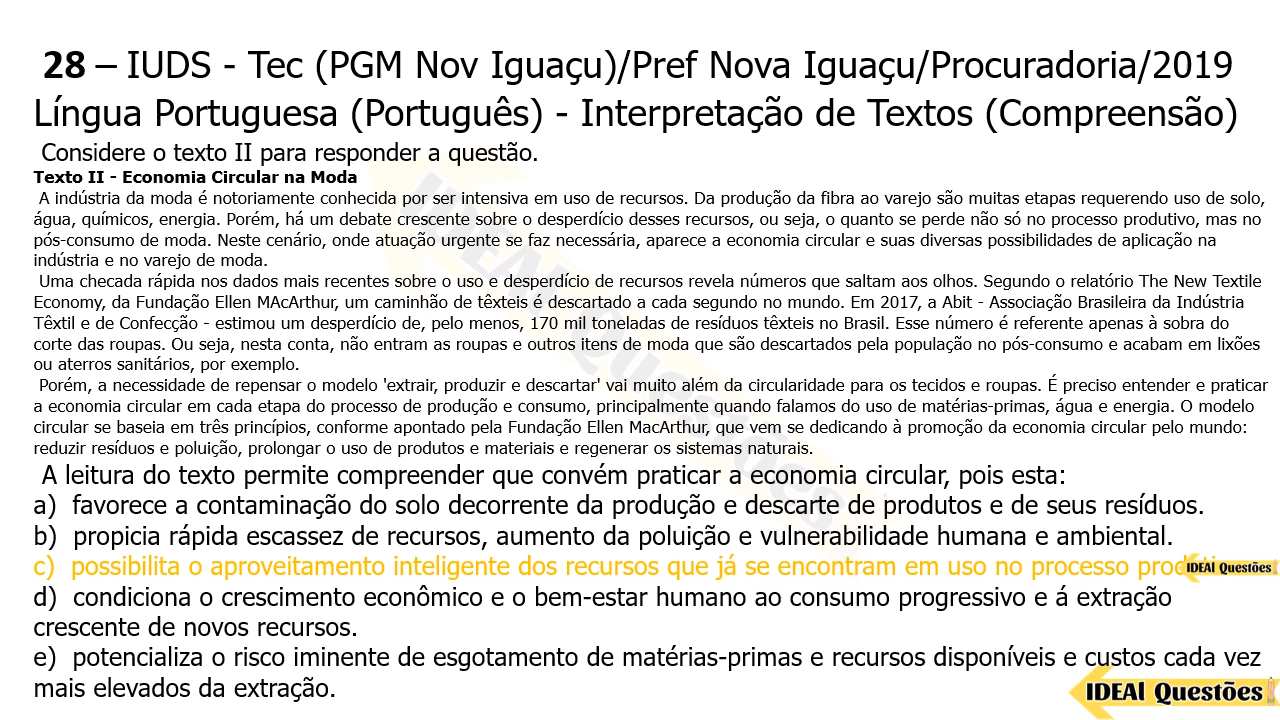 28 – IUDS - Tec (PGM Nov Iguaçu)/Pref Nova Iguaçu/Procuradoria/2019
Língua Portuguesa (Português) - Interpretação de Textos (Compreensão)
Considere o texto II para responder a questão.
Texto II - Economia Circular na Moda
A indústria da moda é notoriamente conhecida por ser intensiva em uso de recursos. Da produção da fibra ao varejo são muitas etapas requerendo uso de solo,
água, químicos, energia. Porém, há um debate crescente sobre o desperdício desses recursos, ou seja, o quanto se perde não só no processo produtivo, mas no
pós-consumo de moda. Neste cenário, onde atuação urgente se faz necessária, aparece a economia circular e suas diversas possibilidades de aplicação na
indústria e no varejo de moda.
Uma checada rápida nos dados mais recentes sobre o uso e desperdício de recursos revela números que saltam aos olhos. Segundo o relatório The New Textile
Economy, da Fundação Ellen MAcArthur, um caminhão de têxteis é descartado a cada segundo no mundo. Em 2017, a Abit - Associação Brasileira da Indústria
Têxtil e de Confecção - estimou um desperdício de, pelo menos, 170 mil toneladas de resíduos têxteis no Brasil. Esse número é referente apenas à sobra do
corte das roupas. Ou seja, nesta conta, não entram as roupas e outros itens de moda que são descartados pela população no pós-consumo e acabam em lixões
ou aterros sanitários, por exemplo.
Porém, a necessidade de repensar o modelo 'extrair, produzir e descartar' vai muito além da circularidade para os tecidos e roupas. É preciso entender e praticar
a economia circular em cada etapa do processo de produção e consumo, principalmente quando falamos do uso de matérias-primas, água e energia. O modelo
circular se baseia em três princípios, conforme apontado pela Fundação Ellen MacArthur, que vem se dedicando à promoção da economia circular pelo mundo:
reduzir resíduos e poluição, prolongar o uso de produtos e materiais e regenerar os sistemas naturais.
A leitura do texto permite compreender que convém praticar a economia circular, pois esta:
a) favorece a contaminação do solo decorrente da produção e descarte de produtos e de seus resíduos.
b) propicia rápida escassez de recursos, aumento da poluição e vulnerabilidade humana e ambiental.
c) possibilita o aproveitamento inteligente dos recursos que já se encontram em uso no processo
IDEAl Questões
d) condiciona o crescimento econômico e o bem-estar humano ao consumo progressivo e á extração
crescente de novos recursos.
e) potencializa o risco iminente de esgotamento de matérias-primas e recursos disponíveis e custos cada vez
mais elevados da extração.
IDEAl Questões
IDEAl Questões